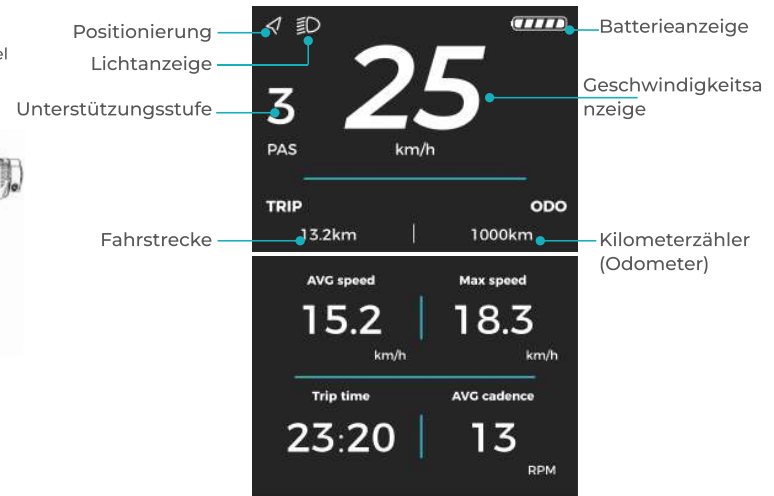 Positionierung
Lichtanzeige
el
Unterstützungsstufe
Batterieanzeige
Geschwindigkeitsa
nzeige
3
PAS
25
km/h
TRIP
ODO
13.2km
1000km
Fahrstrecke
Kilometerzähler
(Odometer)
AVG speed
Max speed
15.2
18.3
km/h
km/h
Trip time
AVG cadence
23:20
13
RPM